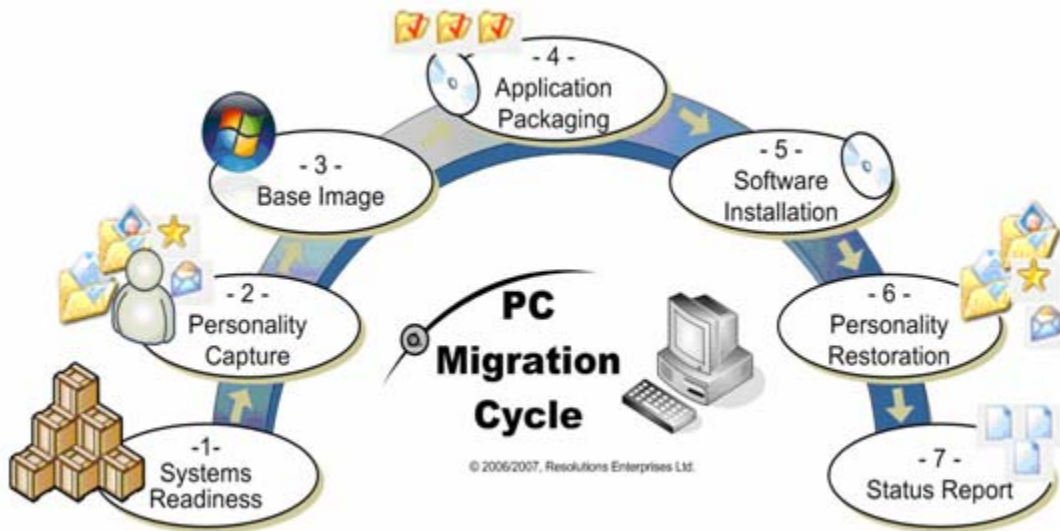 -1-
Systems
Readiness
- 2 -
Personality
Capture
- 3 -
Base Image
- 4 -
Application
Packaging
- 5 -
Software
Installation
- 6 -
Personality
Restoration
- 7 -
Status Report
PC
Migration
Cycle
© 2006/2007, Resolutions Enterprises Ltd.